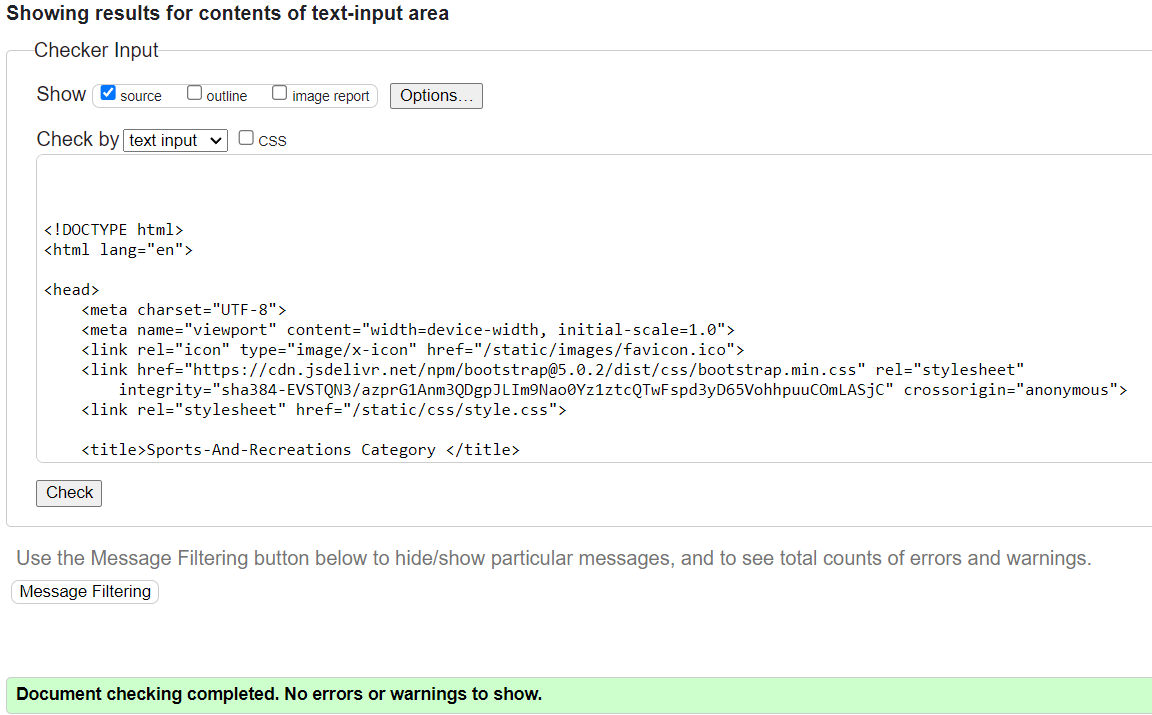 Showing results for contents of text-input area
Checker Input
Show source outline image report Options...
Check by text input CSS
<!DOCTYPE html>
<html lang="en">
<head>
    <meta charset="UTF-8">
    <meta name="viewport" content="width=device-width, initial-scale=1.0">
    <link rel="icon" type="image/x-icon" href="/static/images/favicon.ico">
    <link href="https://cdn.jsdelivr.net/npm/bootstrap@5.0.2/dist/css/bootstrap.min.css" rel="stylesheet"
        integrity="sha384-EVSTQN3/azprG1Anm3QDgpJLIm9Nao0Yz1ztcQTwFspd3yD65VohhpuuCOmLASjC" crossorigin="anonymous">
    <link rel="stylesheet" href="/static/css/style.css">
    <title>Sports-And-Recreations Category </title>
Check
Use the Message Filtering button below to hide/show particular messages, and to see total counts of errors and warnings.
Message Filtering
Document checking completed. No errors or warnings to show.